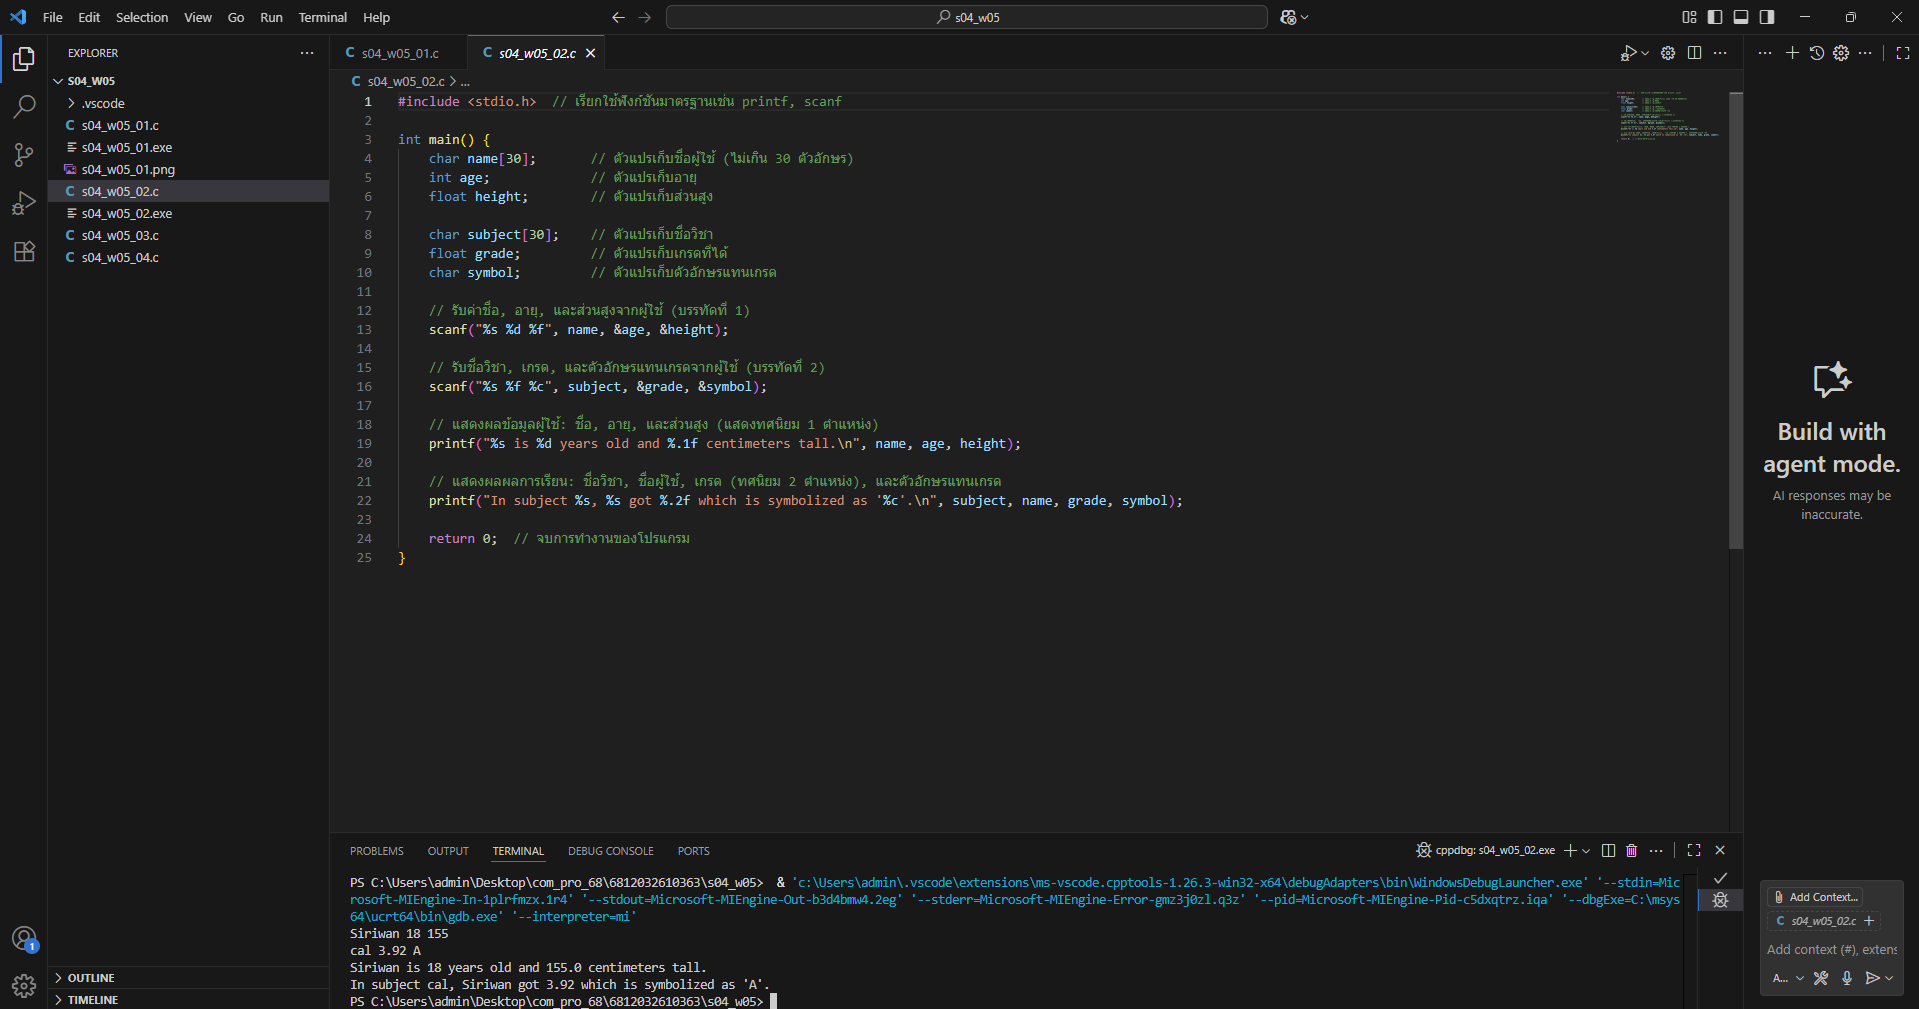 File Edit Selection View Go Run Terminal Help
s04_w05
EXPLORER
S04_W05
.vscode
s04_w05_01.c
s04_w05_01.exe
s04_w05_01.png
s04_w05_02.c
s04_w05_02.exe
s04_w05_03.c
s04_w05_04.c
OUTLINE
TIMELINE
1
s04_w05_01.c
s04_w05_02.c
s04_w05_02.c > ...
1 #include <stdio.h> // เรียกใช้ฟังก์ชันมาตรฐานเช่น printf, scanf
2
3 int main() {
4 char name[30]; // ตัวแปรเก็บชื่อผู้ใช้ (ไม่เกิน 30 ตัวอักษร)
5 int age; // ตัวแปรเก็บอายุ
6 float height; // ตัวแปรเก็บส่วนสูง
7
8 char subject[30]; // ตัวแปรเก็บชื่อวิชา
9 float grade; // ตัวแปรเก็บเกรดที่ได้
10 char symbol; // ตัวแปรเก็บตัวอักษรแทนเกรด
11
12 // รับค่าชื่อ, อายุ, และส่วนสูงจากผู้ใช้ (บรรทัดที่ 1)
13 scanf("%s %d %f", name, &age, &height);
14
15 // รับชื่อวิชา, เกรด, และตัวอักษรแทนเกรดจากผู้ใช้ (บรรทัดที่ 2)
16 scanf("%s %f %c", subject, &grade, &symbol);
17
18 // แสดงผลข้อมูลผู้ใช้: ชื่อ, อายุ, และส่วนสูง (แสดงทศนิยม 1 ตำแหน่ง)
19 printf("%s is %d years old and %.1f centimeters tall.\n", name, age, height);
20
21 // แสดงผลผลการเรียน: ชื่อวิชา, ชื่อผู้ใช้, เกรด (ทศนิยม 2 ตำแหน่ง), และตัวอักษรแทนเกรด
22 printf("In subject %s, %s got %.2f which is symbolized as '%c'.\n", subject, name, grade, symbol);
23
24 return 0; // จบการทำงานของโปรแกรม
25 }
PROBLEMS OUTPUT TERMINAL DEBUG CONSOLE PORTS
cppdbg: s04_w05_02.exe
PS C:\Users\admin\Desktop\com_pro_68\6812032610363\s04_w05> & 'c:\Users\admin\.vscode\extensions\ms-vscode.cpptools-1.26.3-win32-x64\debugAdapters\bin\WindowsDebugLauncher.exe' '--stdin=Mic
rosoft-MIEngine-In-1plrfmzx.1r4' '--stdout=Microsoft-MIEngine-Out-b3d4bmw4.2eg' '--stderr=Microsoft-MIEngine-Error-gmz3j0zl.q3z' '--pid=Microsoft-MIEngine-Pid-c5dxqtrz.iqa' '--dbgExe=C:\msys
64\ucrt64\bin\gdb.exe' '--interpreter=mi'
Siriwan 18 155
cal 3.92 A
Siriwan is 18 years old and 155.0 centimeters tall.
In subject cal, Siriwan got 3.92 which is symbolized as 'A'.
PS C:\Users\admin\Desktop\com_pro_68\6812032610363\s04_w05>
Build with
agent mode.
AI responses may be
inaccurate.
Add Context...
s04_w05_02.c
Add context (#), extens
A...